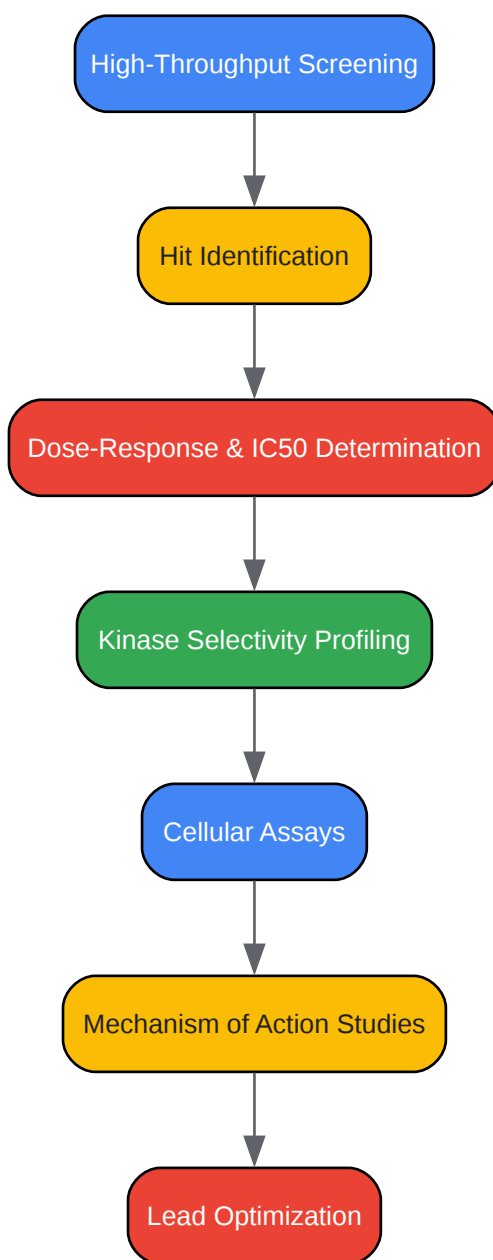 High-Throughput Screening
Hit Identification
Dose-Response & IC50 Determination
Kinase Selectivity Profiling
Cellular Assays
Mechanism of Action Studies
Lead Optimization